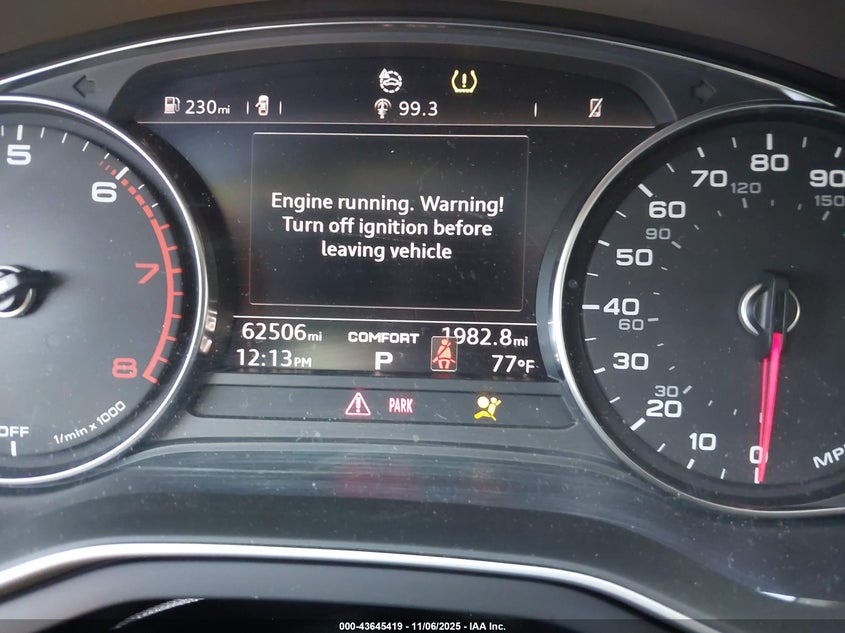 230mi
99.3
Engine running. Warning!
Turn off ignition before
leaving vehicle
62506mi COMFORT 1982.8mi
12:13PM P 77°F
PARK
5
6
7
8
OFF
1/min x 1000
0
10
20
30
30
40
60
50
60
90
70
120
80
90
150
000-43645419 - 11/06/2025 - IAA Inc.